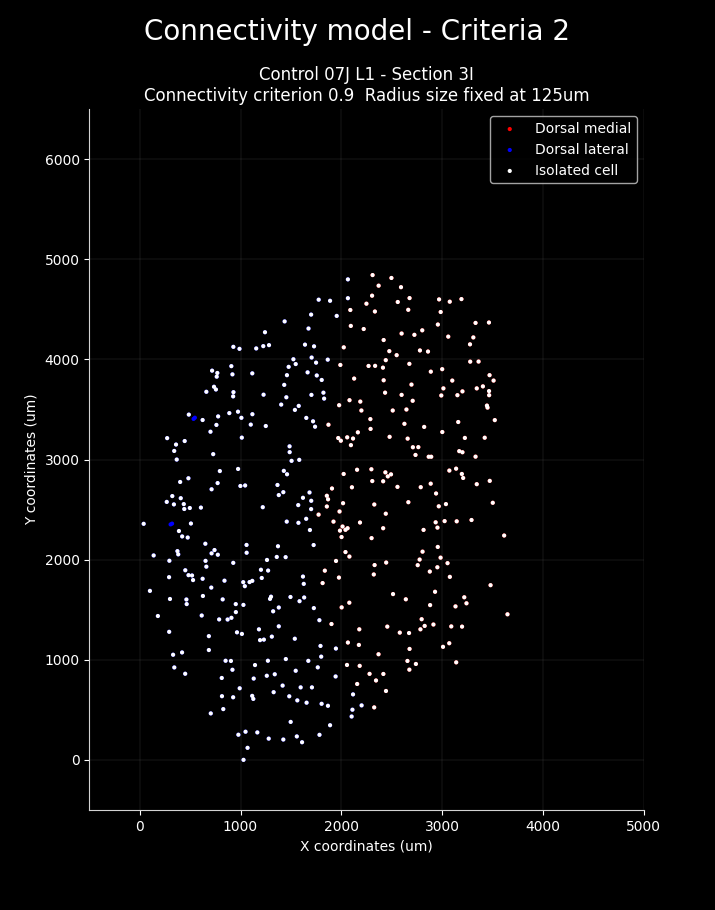 Connectivity model - Criteria 2
Control 07J L1 - Section 3I
Connectivity criterion 0.9  Radius size fixed at 125um
Dorsal medial
Dorsal lateral
Isolated cell
6000
5000
4000
3000
2000
1000
0
Y coordinates (um)
0 1000 2000 3000 4000 5000
X coordinates (um)